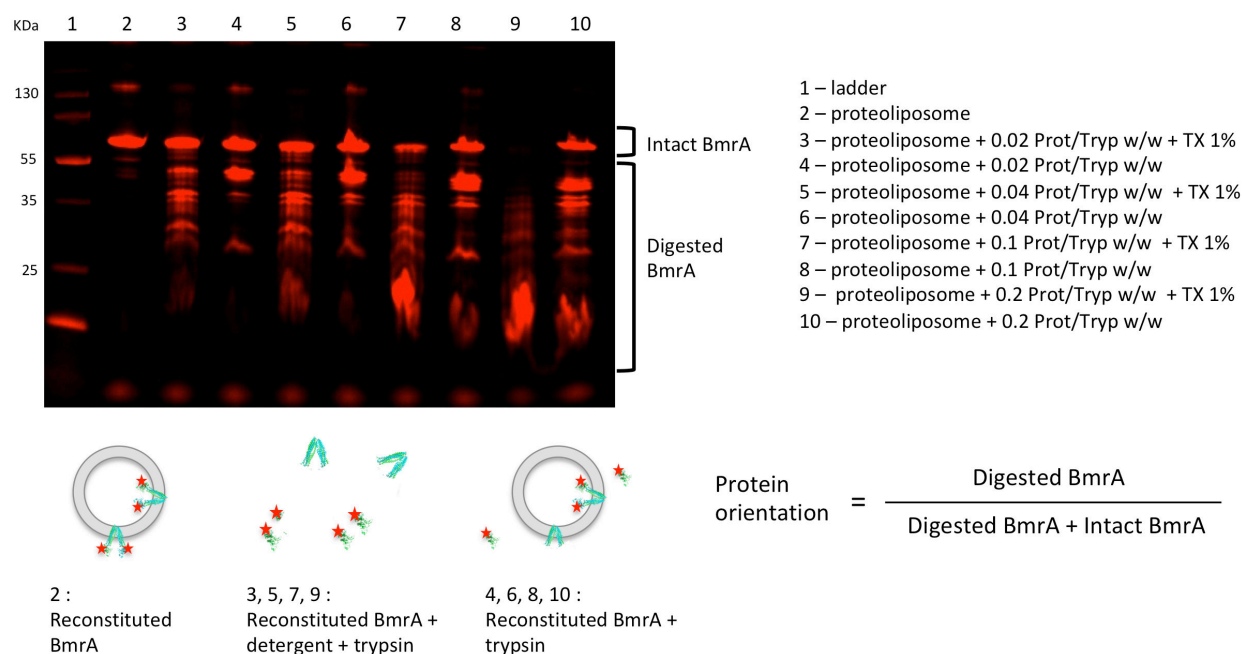 KDa 1 2 3 4 5 6 7 8 9 10
130
55
35
25
Intact BmrA
Digested
BmrA
1 – ladder
2 – proteoliposome
3 – proteoliposome + 0.02 Prot/Tryp w/w + TX 1%
4 – proteoliposome + 0.02 Prot/Tryp w/w
5 – proteoliposome + 0.04 Prot/Tryp w/w + TX 1%
6 – proteoliposome + 0.04 Prot/Tryp w/w
7 – proteoliposome + 0.1 Prot/Tryp w/w + TX 1%
8 – proteoliposome + 0.1 Prot/Tryp w/w
9 – proteoliposome + 0.2 Prot/Tryp w/w + TX 1%
10 – proteoliposome + 0.2 Prot/Tryp w/w
2 :
Reconstituted
BmrA
3, 5, 7, 9 :
Reconstituted BmrA +
detergent + trypsin
4, 6, 8, 10 :
Reconstituted BmrA +
trypsin
Protein
orientation
=
Digested BmrA
Digested BmrA + Intact BmrA